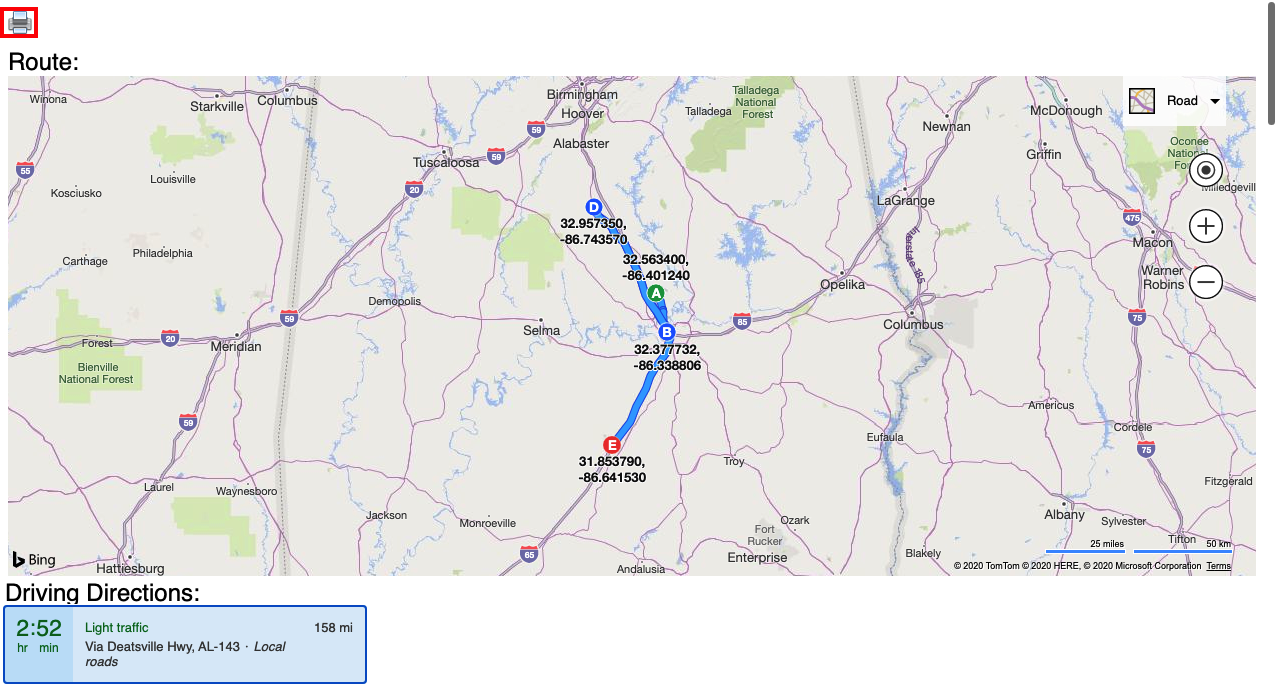 Route:
Winona
Starkville
Columbus
Birmingham
Hoover
Talladega
National
Forest
Talladega
Road
McDonough
Newnan
Alabaster
59
59
Tuscaloosa
Griffin
Oconee
55
Louisville
20
Kosciusko
LaGrange
Milledgeville
D
32.957350,
-86.743570
475
Macon
Interstate 185
Philadelphia
Carthage
32.563400,
-86.401240
Warner
Robins
Opelika
A
Demopolis
59
85
75
Columbus
Selma
B
20
Forest
Meridian
32.377732,
-86.338806
Bienville
National Forest
Americus
59
Cordele
Eufaula
E
75
31.853790,
-86.641530
Troy
Laurel
Waynesboro
Fitzgerald
Jackson
Monroeville
Ozark
Fort
Rucker
Albany
Sylvester
Tifton
65
Enterprise
Blakely
25 miles
50 km
Bing
Hattiesburg
Andalusia
© 2020 TomTom © 2020 HERE, © 2020 Microsoft Corporation Terms
Driving Directions:
2:52
hr min
Light traffic
158 mi
Via Deatsville Hwy, AL-143 · Local
roads